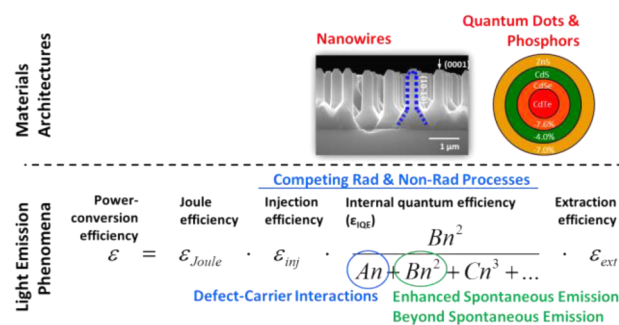 Materials
Architectures
Nanowires
Quantum Dots &
Phosphors
(0001)
1 μm
ZnS
CdS
CdSe
CdTe
-7.6%
-4.0%
-7.0%
Light Emission
Phenomena
Competing Rad & Non-Rad Processes
Power-
conversion
efficiency
Joule
efficiency
Injection
efficiency
Internal quantum efficiency
(ε_IQE)
Extraction
efficiency
ε = ε_Joule · ε_inj · Bn² / (An + Bn² + Cn³ + ...) · ε_ext
Defect-Carrier Interactions
Enhanced Spontaneous Emission
Beyond Spontaneous Emission